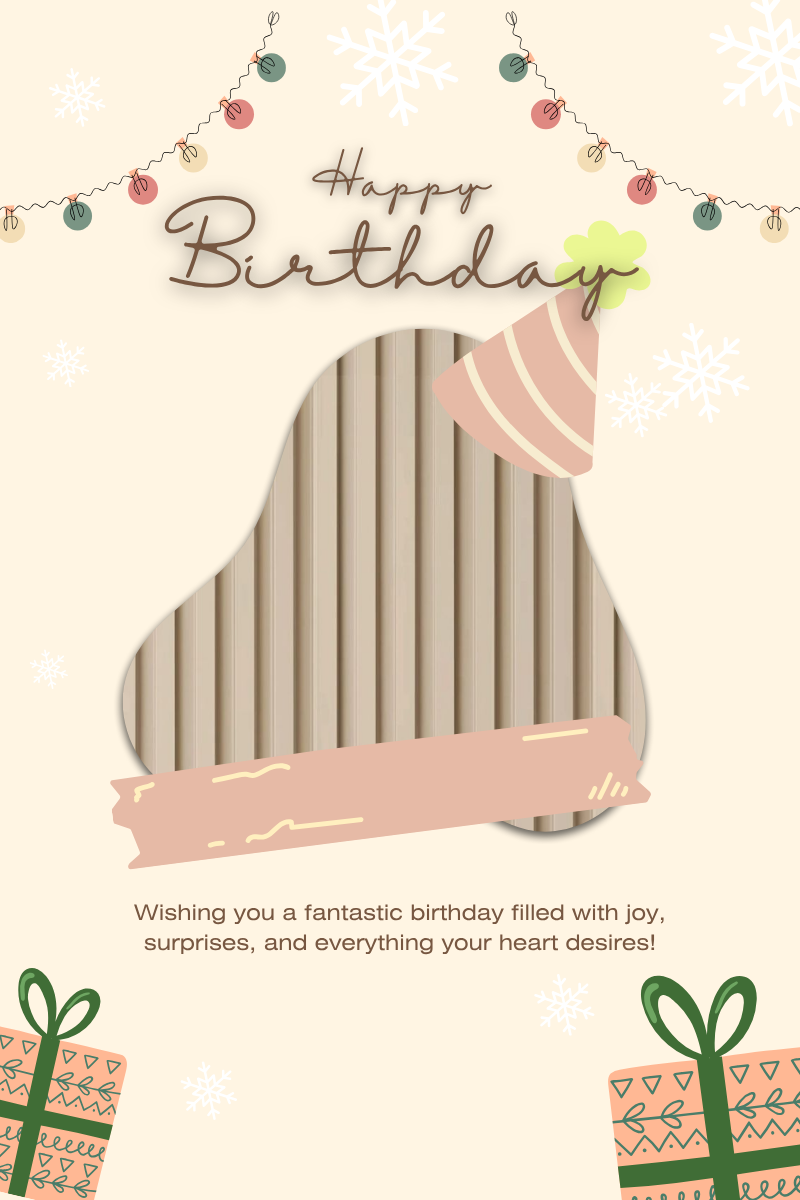 Happy
Birthday
Wishing you a fantastic birthday filled with joy,
surprises, and everything your heart desires!